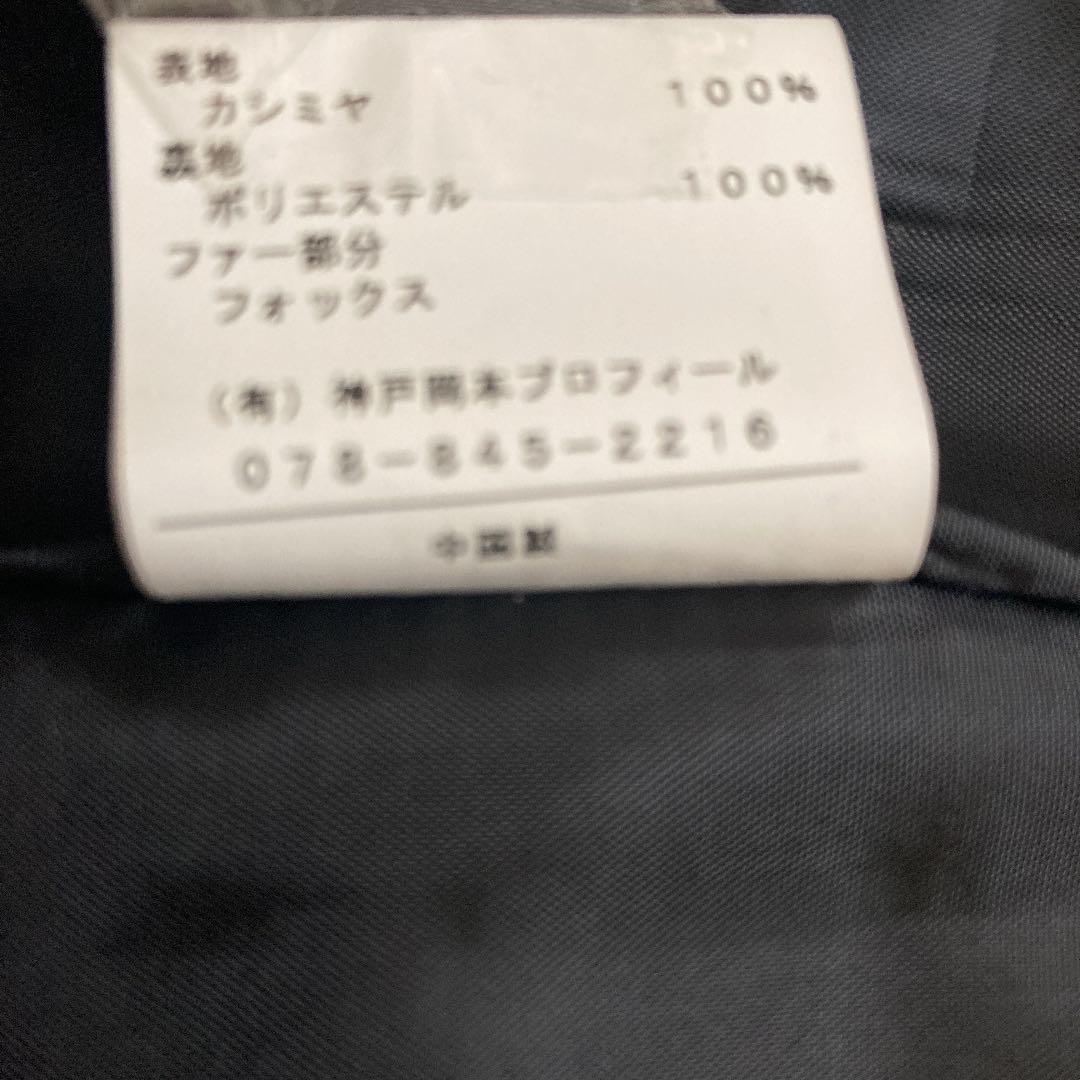 表地
カシミヤ 100%
裏地
ポリエステル 100%
ファー部分
フォックス
(有)神戸岡本プロフィール
078-845-2216
中国製